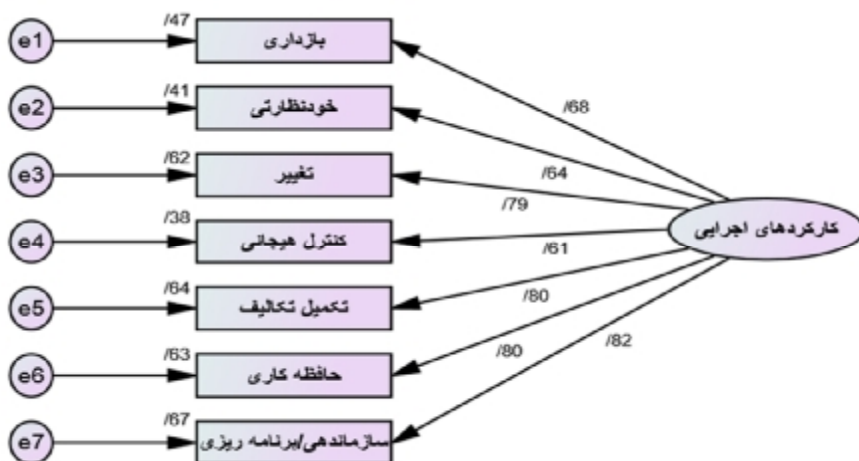 /47
e1
بازداری
/68
/41
e2
خودنظارتی
/64
/62
e3
تغییر
/79
کارکردهای اجرایی
/38
e4
کنترل هیجانی
/61
/64
e5
تکمیل تکالیف
/80
/63
e6
حافظه کاری
/80
/82
/67
e7
سازماندهی/برنامه ریزی